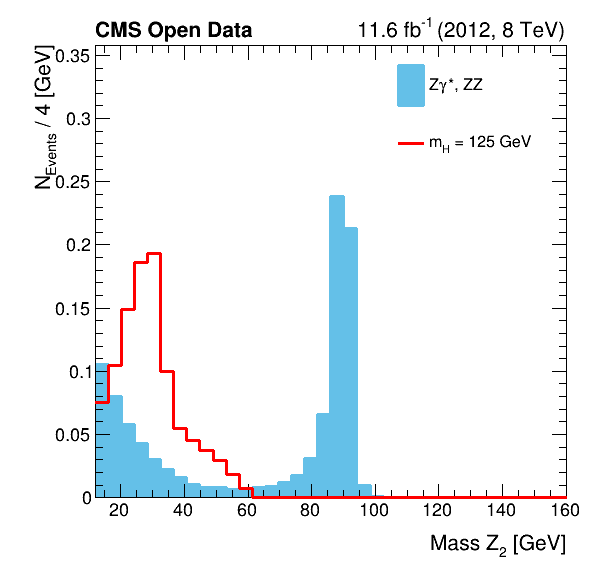 CMS Open Data 11.6 fb⁻¹ (2012, 8 TeV)
N_Events / 4 [GeV]
0.35
0.3
0.25
0.2
0.15
0.1
0.05
0
Zγ*, ZZ
m_H = 125 GeV
20 40 60 80 100 120 140 160
Mass Z₂ [GeV]